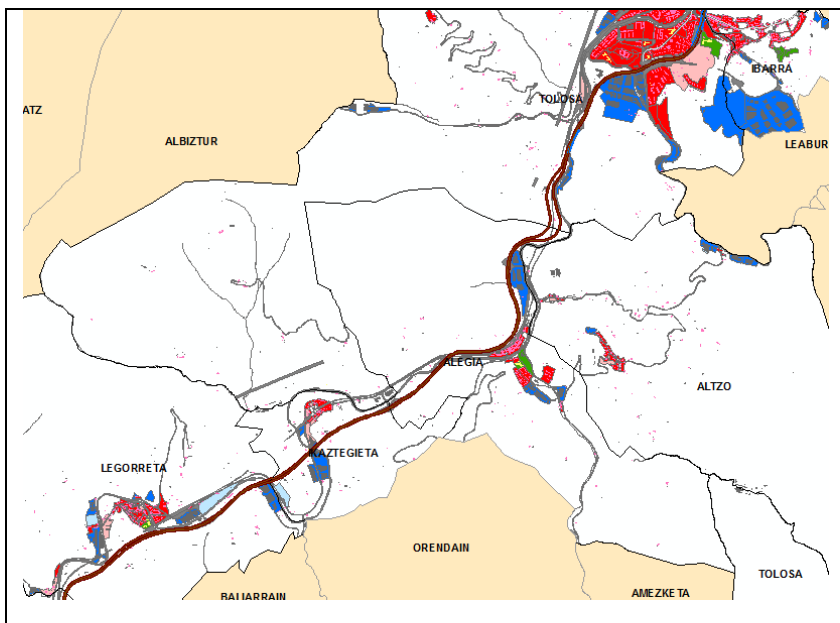 IBARRA
TOLOSA
ATZ
ALBIZTUR
LEABUR
ALEGIA
ALTZO
IKAZTEGIETA
LEGORRETA
ORENDAIN
TOLOSA
BALIARRAIN
AMEZKETA